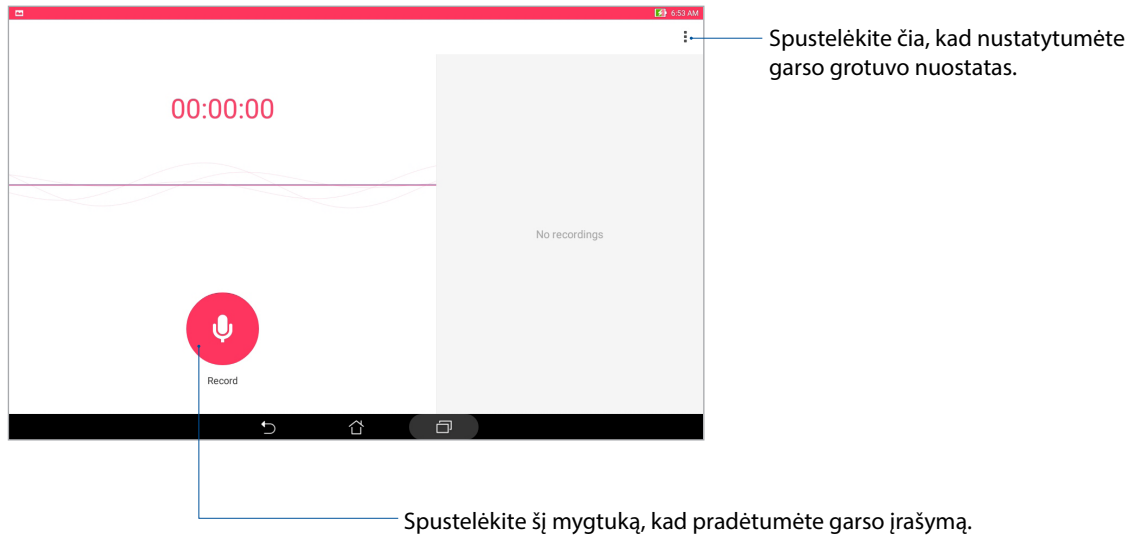 6:53 AM
Spustelėkite čia, kad nustatytumėte
garso grotuvo nuostatas.
00:00:00
No recordings
Record
Spustelėkite šį mygtuką, kad pradėtumėte garso įrašymą.